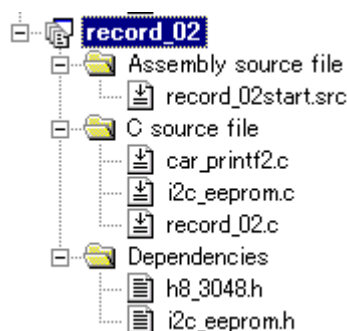 record_02
Assembly source file
record_02start.src
C source file
car_printf2.c
i2c_eeprom.c
record_02.c
Dependencies
h8_3048.h
i2c_eeprom.h